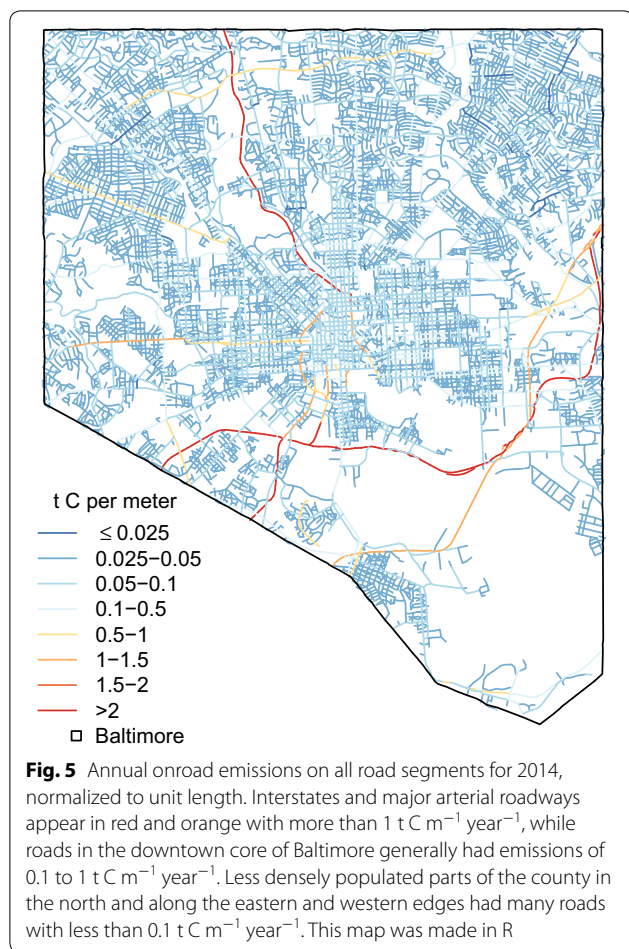 t C per meter
≤ 0.025
0.025−0.05
0.05−0.1
0.1−0.5
0.5−1
1−1.5
1.5−2
>2
Baltimore
Fig. 5 Annual onroad emissions on all road segments for 2014,
normalized to unit length. Interstates and major arterial roadways
appear in red and orange with more than 1 t C m⁻¹ year⁻¹, while
roads in the downtown core of Baltimore generally had emissions of
0.1 to 1 t C m⁻¹ year⁻¹. Less densely populated parts of the county in
the north and along the eastern and western edges had many roads
with less than 0.1 t C m⁻¹ year⁻¹. This map was made in R